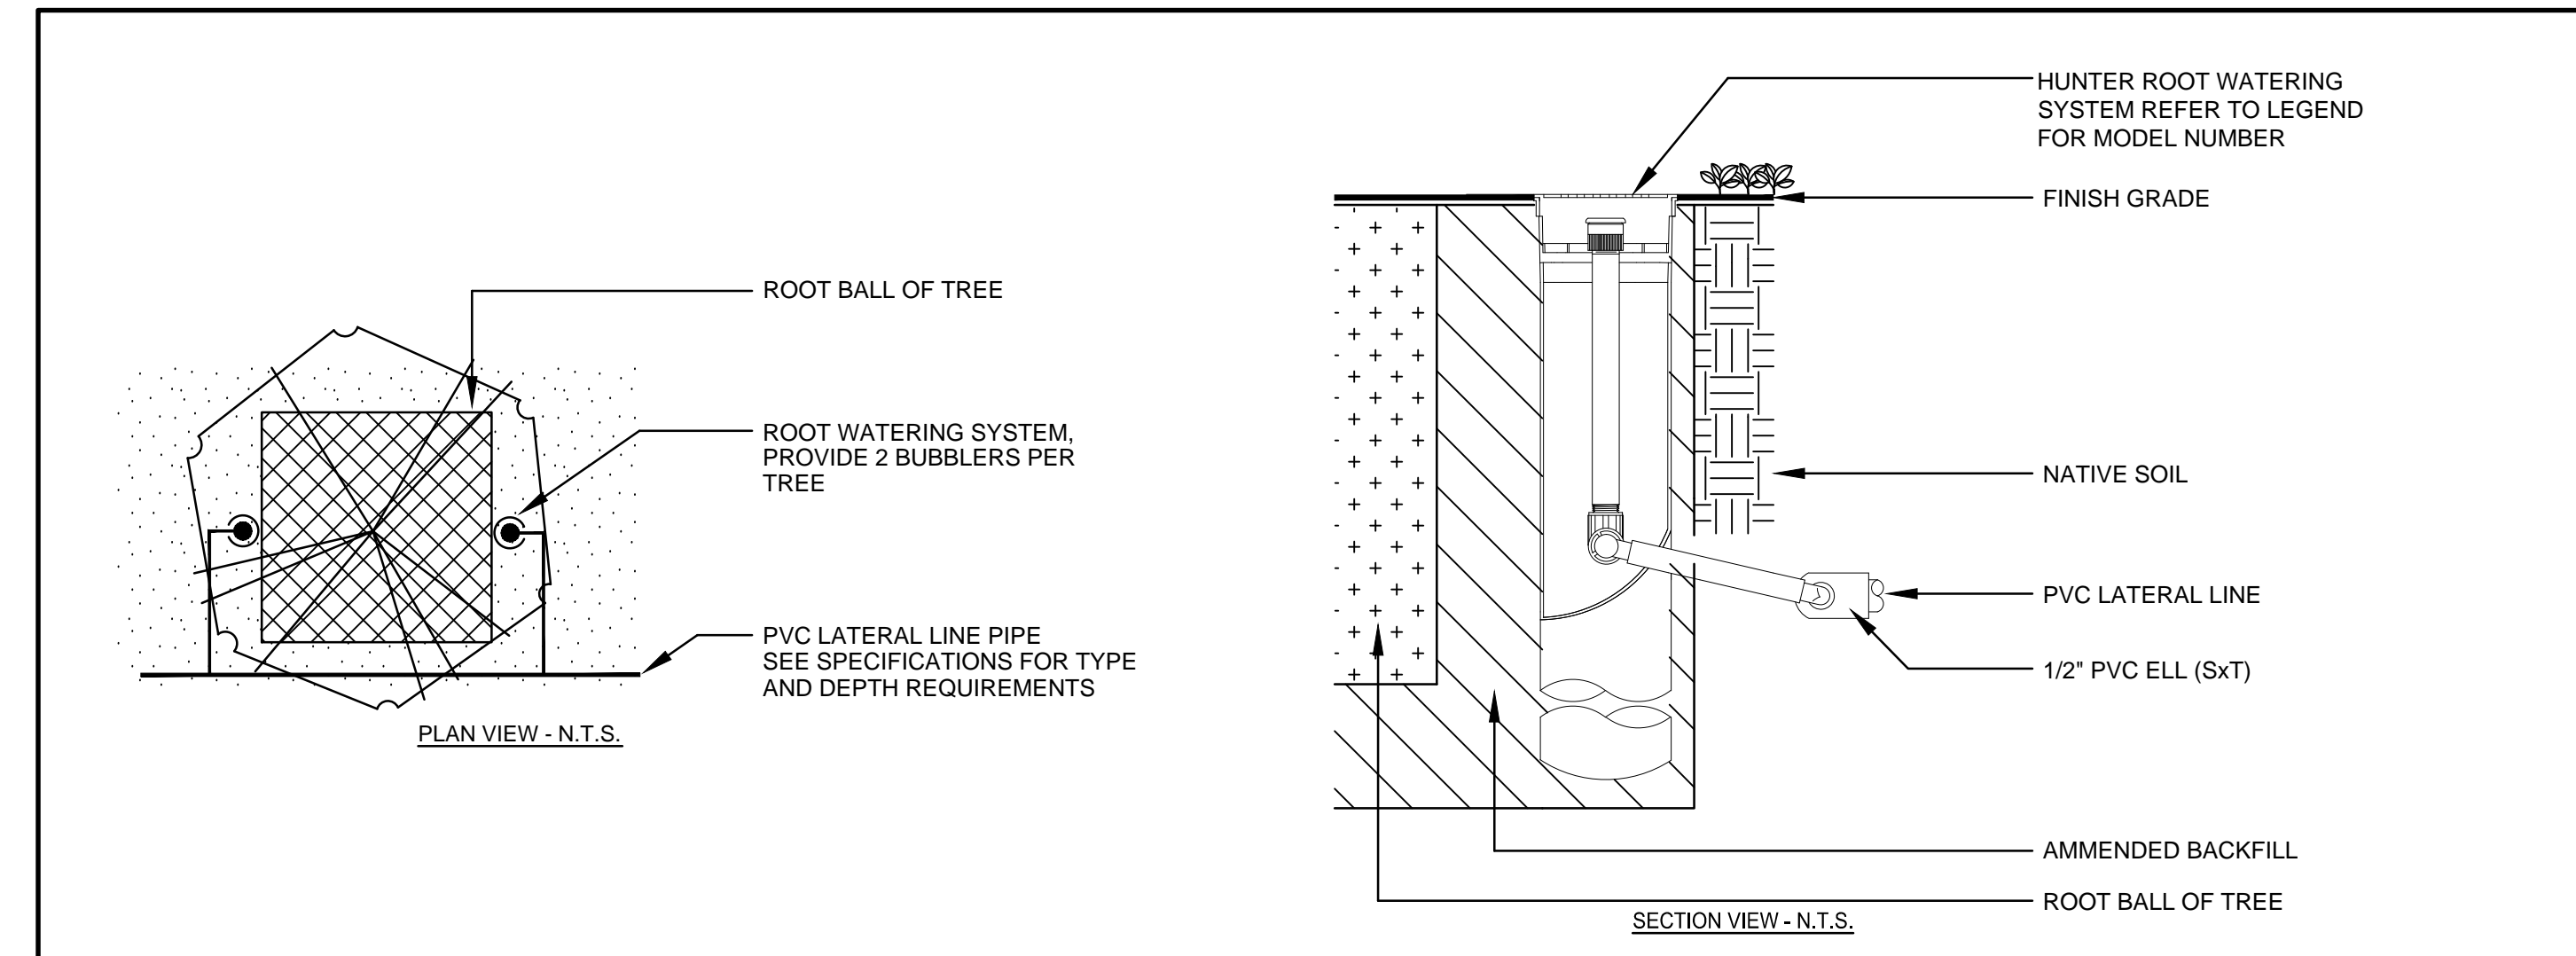 ROOT BALL OF TREE
ROOT WATERING SYSTEM,
PROVIDE 2 BUBBLERS PER
TREE
PVC LATERAL LINE PIPE
SEE SPECIFICATIONS FOR TYPE
AND DEPTH REQUIREMENTS
PLAN VIEW - N.T.S.
HUNTER ROOT WATERING
SYSTEM REFER TO LEGEND
FOR MODEL NUMBER
FINISH GRADE
NATIVE SOIL
PVC LATERAL LINE
1/2" PVC ELL (SxT)
AMMENDED BACKFILL
ROOT BALL OF TREE
SECTION VIEW - N.T.S.